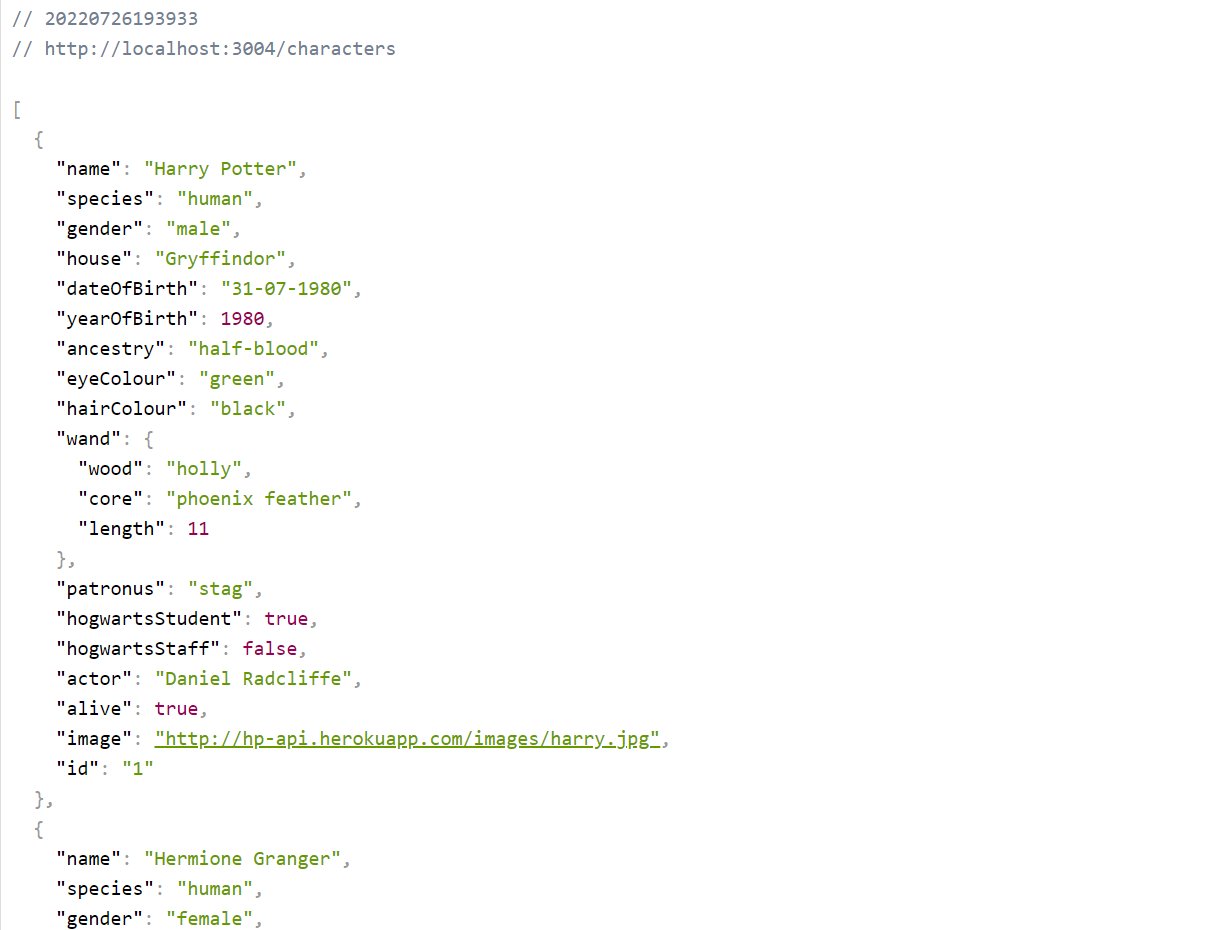 // 20220726193933
// http://localhost:3004/characters
[
{
"name": "Harry Potter",
"species": "human",
"gender": "male",
"house": "Gryffindor",
"dateOfBirth": "31-07-1980",
"yearOfBirth": 1980,
"ancestry": "half-blood",
"eyeColour": "green",
"hairColour": "black",
"wand": {
"wood": "holly",
"core": "phoenix feather",
"length": 11
},
"patronus": "stag",
"hogwartsStudent": true,
"hogwartsStaff": false,
"actor": "Daniel Radcliffe",
"alive": true,
"image": "http://hp-api.herokuapp.com/images/harry.jpg",
"id": "1"
},
{
"name": "Hermione Granger",
"species": "human",
"gender": "female",